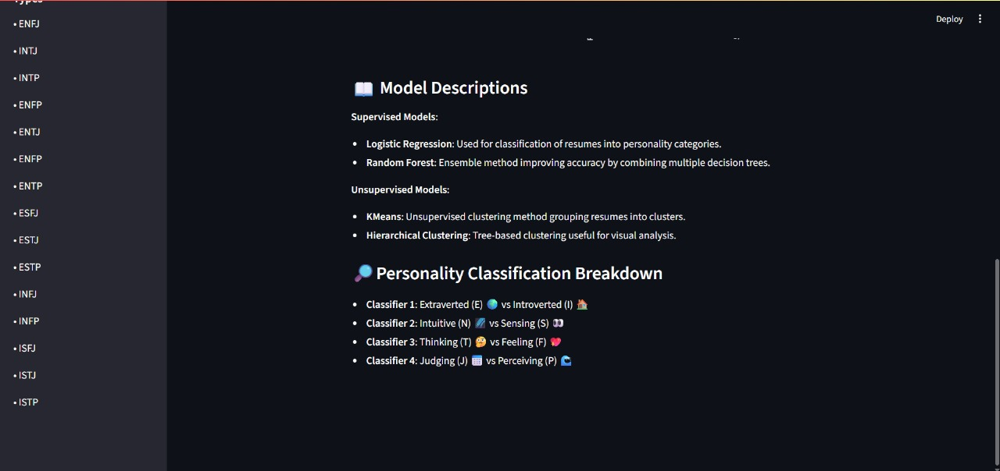 Types
• ENFJ
• INTJ
• INTP
• ENFP
• ENTJ
• ENFP
• ENTP
• ESFJ
• ESTJ
• ESTP
• INFJ
• INFP
• ISFJ
• ISTJ
• ISTP
Deploy
📖 Model Descriptions
Supervised Models:
• Logistic Regression: Used for classification of resumes into personality categories.
• Random Forest: Ensemble method improving accuracy by combining multiple decision trees.
Unsupervised Models:
• KMeans: Unsupervised clustering method grouping resumes into clusters.
• Hierarchical Clustering: Tree-based clustering useful for visual analysis.
🔎 Personality Classification Breakdown
• Classifier 1: Extraverted (E) 🌍 vs Introverted (I) 🏠
• Classifier 2: Intuitive (N) 🌌 vs Sensing (S) 👀
• Classifier 3: Thinking (T) 🤔 vs Feeling (F) 💖
• Classifier 4: Judging (J) 📅 vs Perceiving (P) 🌊